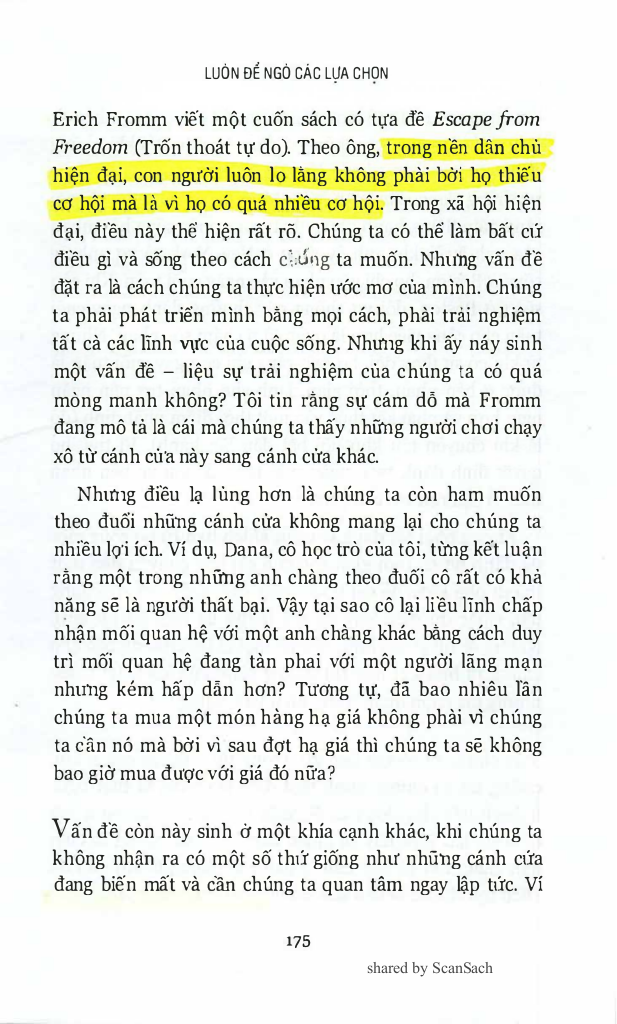 LUÔN ĐỂ NGỎ CÁC LỰA CHỌN
Erich Fromm viết một cuốn sách có tựa đề Escape from
Freedom (Trốn thoát tự do). Theo ông, trong nền dân chủ
hiện đại, con người luôn lo lắng không phải bởi họ thiếu
cơ hội mà là vì họ có quá nhiều cơ hội. Trong xã hội hiện
đại, điều này thể hiện rất rõ. Chúng ta có thể làm bất cứ
điều gì và sống theo cách chúng ta muốn. Nhưng vấn đề
đặt ra là cách chúng ta thực hiện ước mơ của mình. Chúng
ta phải phát triển mình bằng mọi cách, phải trải nghiệm
tất cả các lĩnh vực của cuộc sống. Nhưng khi ấy náy sinh
một vấn đề – liệu sự trải nghiệm của chúng ta có quá
mỏng manh không? Tôi tin rằng sự cám dỗ mà Fromm
đang mô tả là cái mà chúng ta thấy những người chơi chạy
xô từ cánh cửa này sang cánh cửa khác.
Nhưng điều lạ lùng hơn là chúng ta còn ham muốn
theo đuổi những cánh cửa không mang lại cho chúng ta
nhiều lợi ích. Ví dụ, Dana, cô học trò của tôi, từng kết luận
rằng một trong những anh chàng theo đuổi cô rất có khả
năng sẽ là người thất bại. Vậy tại sao cô lại liều lĩnh chấp
nhận mối quan hệ với một anh chàng khác bằng cách duy
trì mối quan hệ đang tàn phai với một người lãng mạn
nhưng kém hấp dẫn hơn? Tương tự, đã bao nhiêu lần
chúng ta mua một món hàng hạ giá không phải vì chúng
ta cần nó mà bởi vì sau đợt hạ giá thì chúng ta sẽ không
bao giờ mua được với giá đó nữa?
Vấn đề còn nảy sinh ở một khía cạnh khác, khi chúng ta
không nhận ra có một số thứ giống như những cánh cửa
đang biến mất và cần chúng ta quan tâm ngay lập tức. Ví
175
shared by ScanSach